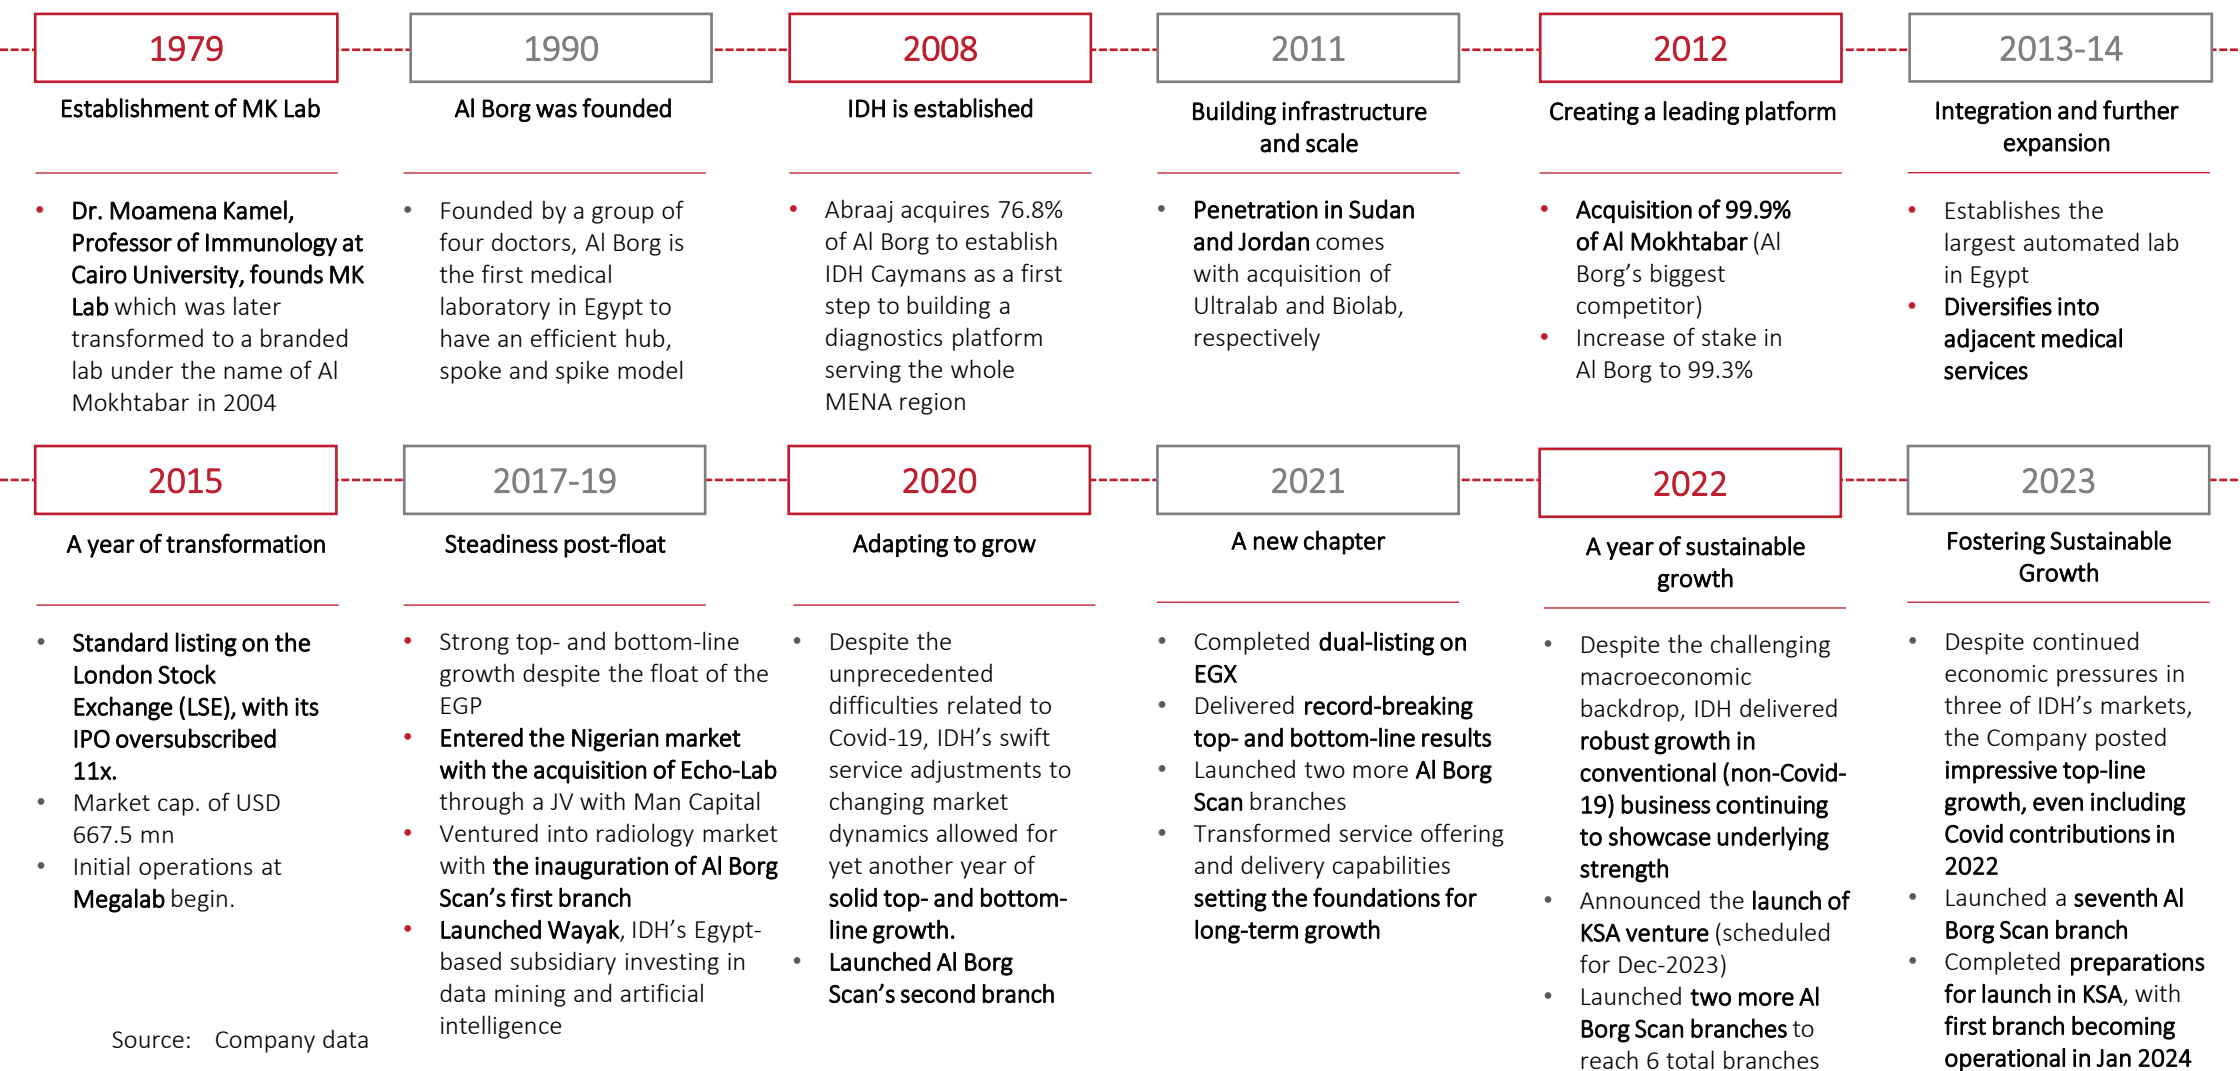 1979
1990
2008
2011
2012
2013-14
Establishment of MK Lab
Al Borg was founded
IDH is established
Building infrastructure
and scale
Creating a leading platform
Integration and further
expansion
• Dr. Moamena Kamel,
Professor of Immunology at
Cairo University, founds MK
Lab which was later
transformed to a branded
lab under the name of Al
Mokhtabar in 2004
• Founded by a group of
four doctors, Al Borg is
the first medical
laboratory in Egypt to
have an efficient hub,
spoke and spike model
• Abraaj acquires 76.8%
of Al Borg to establish
IDH Caymans as a first
step to building a
diagnostics platform
serving the whole
MENA region
• Penetration in Sudan
and Jordan comes
with acquisition of
Ultralab and Biolab,
respectively
• Acquisition of 99.9%
of Al Mokhtabar (Al
Borg’s biggest
competitor)
• Increase of stake in
Al Borg to 99.3%
• Establishes the
largest automated lab
in Egypt
• Diversifies into
adjacent medical
services
2015
2017-19
2020
2021
2022
2023
A year of transformation
Steadiness post-float
Adapting to grow
A new chapter
A year of sustainable
growth
Fostering Sustainable
Growth
• Standard listing on the
London Stock
Exchange (LSE), with its
IPO oversubscribed
11x.
• Market cap. of USD
667.5 mn
• Initial operations at
Megalab begin.
• Strong top- and bottom-line
growth despite the float of the
EGP
• Entered the Nigerian market
with the acquisition of Echo-Lab
through a JV with Man Capital
• Ventured into radiology market
with the inauguration of Al Borg
Scan’s first branch
• Launched Wayak, IDH’s Egypt-
based subsidiary investing in
data mining and artificial
intelligence
• Despite the
unprecedented
difficulties related to
Covid-19, IDH’s swift
service adjustments to
changing market
dynamics allowed for
yet another year of
solid top- and bottom-
line growth.
• Launched Al Borg
Scan’s second branch
• Completed dual-listing on
EGX
• Delivered record-breaking
top- and bottom-line results
• Launched two more Al Borg
Scan branches
• Transformed service offering
and delivery capabilities
setting the foundations for
long-term growth
• Despite the challenging
macroeconomic
backdrop, IDH delivered
robust growth in
conventional (non-Covid-
19) business continuing
to showcase underlying
strength
• Announced the launch of
KSA venture (scheduled
for Dec-2023)
• Launched two more Al
Borg Scan branches to
reach 6 total branches
• Despite continued
economic pressures in
three of IDH’s markets,
the Company posted
impressive top-line
growth, even including
Covid contributions in
2022
• Launched a seventh Al
Borg Scan branch
• Completed preparations
for launch in KSA, with
first branch becoming
operational in Jan 2024
Source: Company data